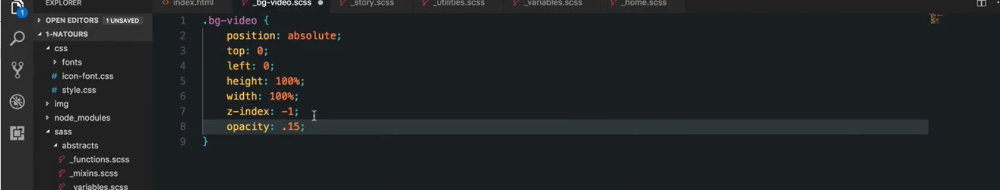 EXPLORER
index.html
_bg-video.scss
_story.scss
_utilities.scss
_variables.scss
_home.scss
1
OPEN EDITORS 1 UNSAVED
1-NATOURS
css
fonts
# icon-font.css
# style.css
img
node_modules
sass
abstracts
_functions.scss
_mixins.scss
_variables.scss
1 .bg-video {
2 position: absolute;
3 top: 0;
4 left: 0;
5 height: 100%;
6 width: 100%;
7 z-index: -1;
8 opacity: .15;
9 }